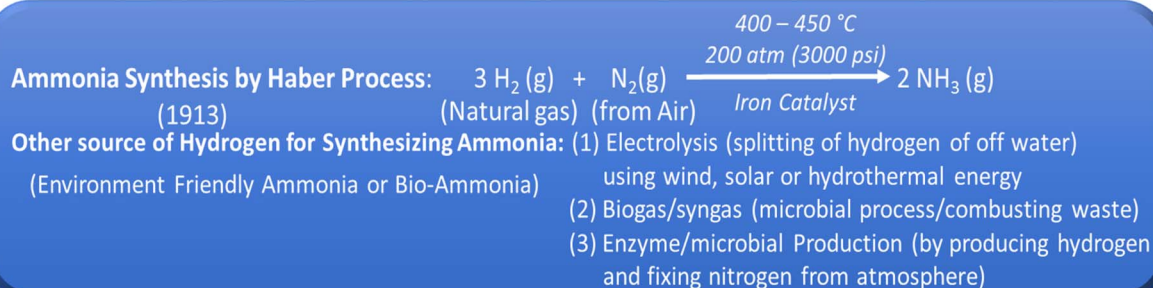 400 – 450 °C
200 atm (3000 psi)
Ammonia Synthesis by Haber Process: 3 H₂ (g) + N₂(g) 2 NH₃ (g)
(1913) (Natural gas) (from Air) Iron Catalyst
Other source of Hydrogen for Synthesizing Ammonia: (1) Electrolysis (splitting of hydrogen of off water)
(Environment Friendly Ammonia or Bio-Ammonia) using wind, solar or hydrothermal energy
(2) Biogas/syngas (microbial process/combusting waste)
(3) Enzyme/microbial Production (by producing hydrogen
and fixing nitrogen from atmosphere)